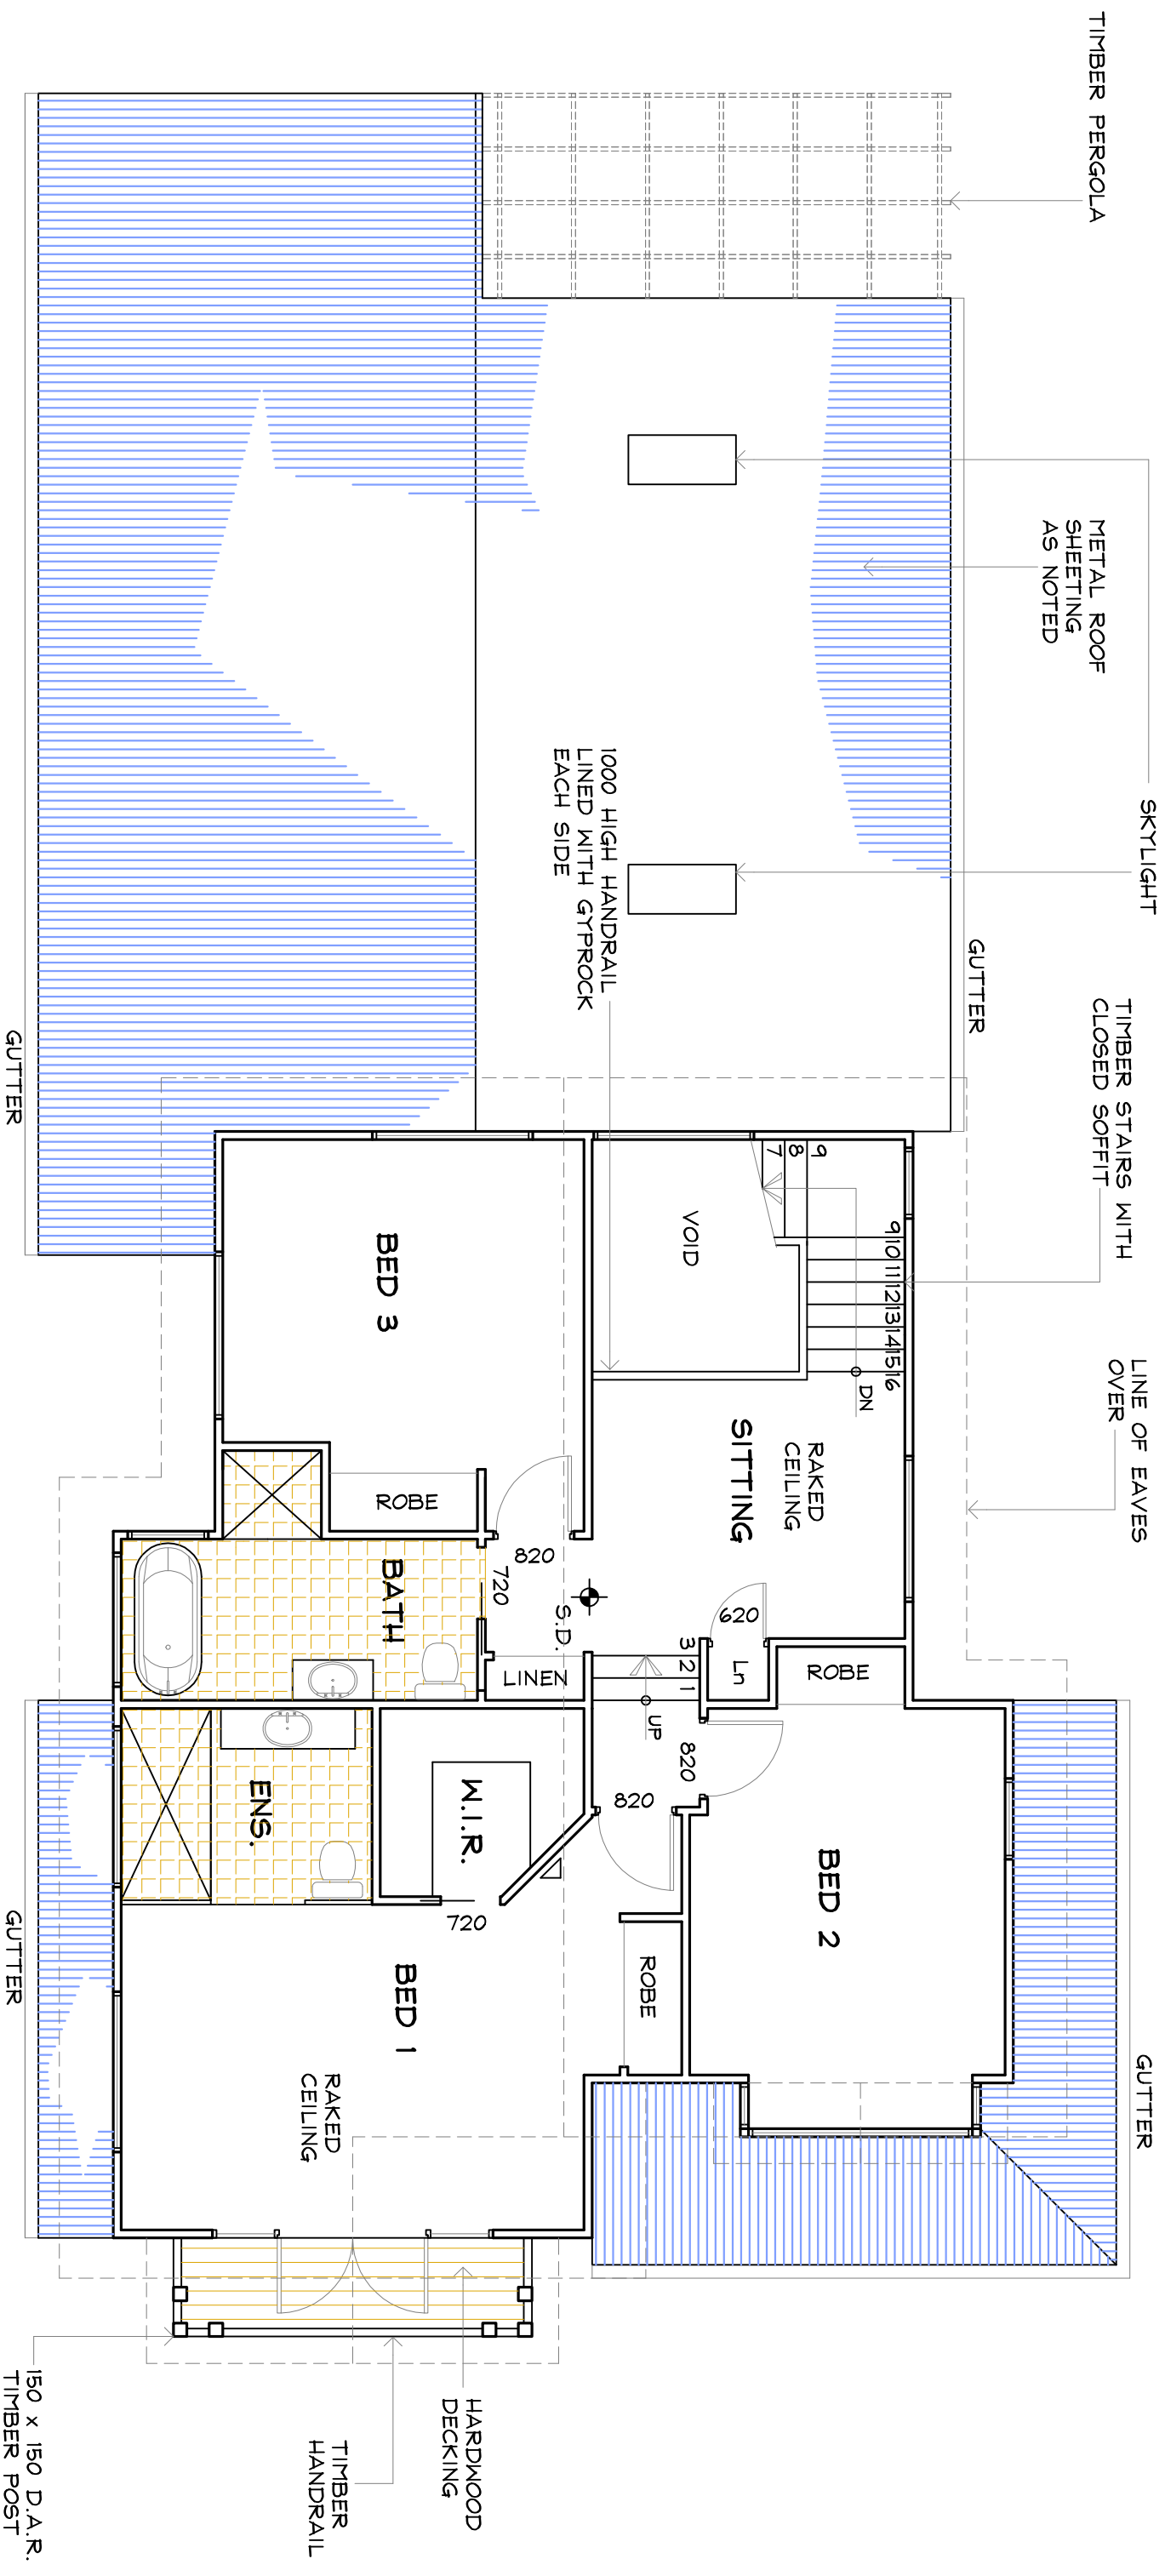 TIMBER PERGOLA
METAL ROOF
SHEETING
AS NOTED
SKYLIGHT
1000 HIGH HANDRAIL
LINED WITH GYPROCK
EACH SIDE
GUTTER
GUTTER
TIMBER STAIRS WITH
CLOSED SOFFIT
LINE OF EAVES
OVER
7
8
9
9
10
11
12
13
14
15
16
DN
VOID
BED 3
RAKED
CEILING
SITTING
ROBE
820
720
BATH
S.D.
620
Ln
ROBE
LINEN
3
2
1
UP
820
820
ENS.
W.I.R.
720
BED 2
ROBE
BED 1
RAKED
CEILING
GUTTER
GUTTER
HARDWOOD
DECKING
TIMBER
HANDRAIL
150 x 150 D.A.R.
TIMBER POST